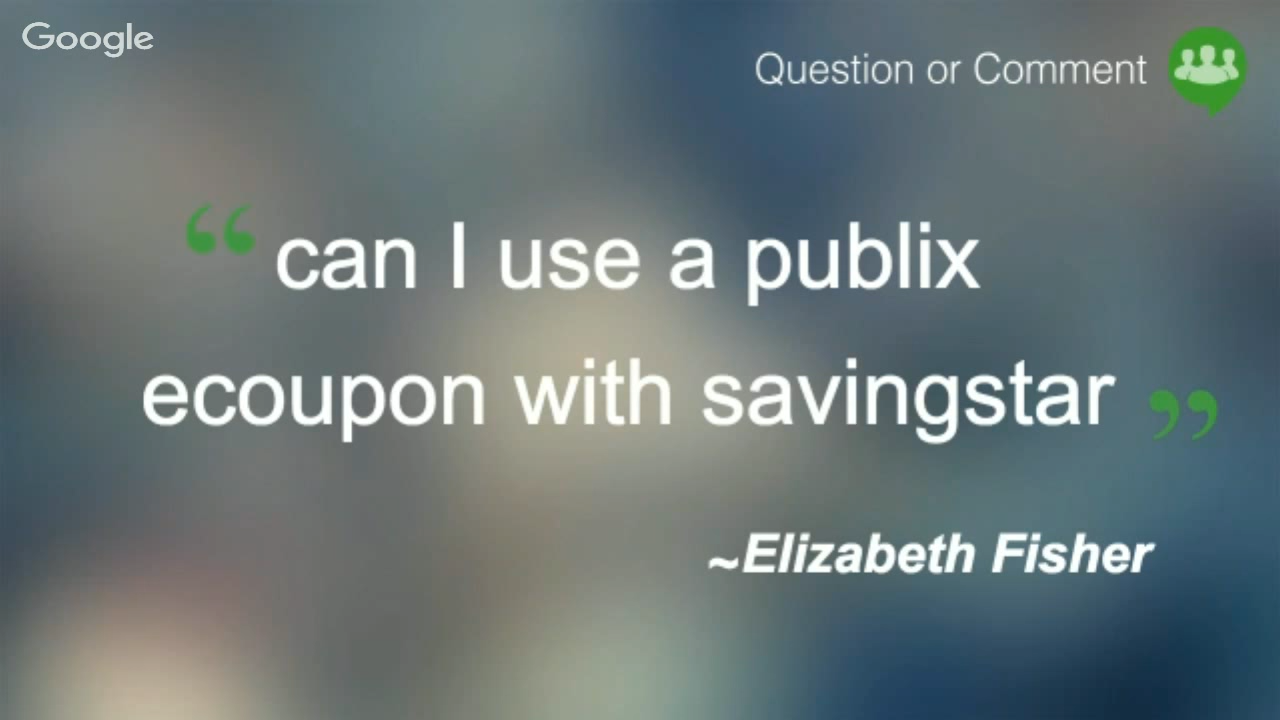 Google
Question or Comment
“ can I use a publix
ecoupon with savingstar ”
~Elizabeth Fisher